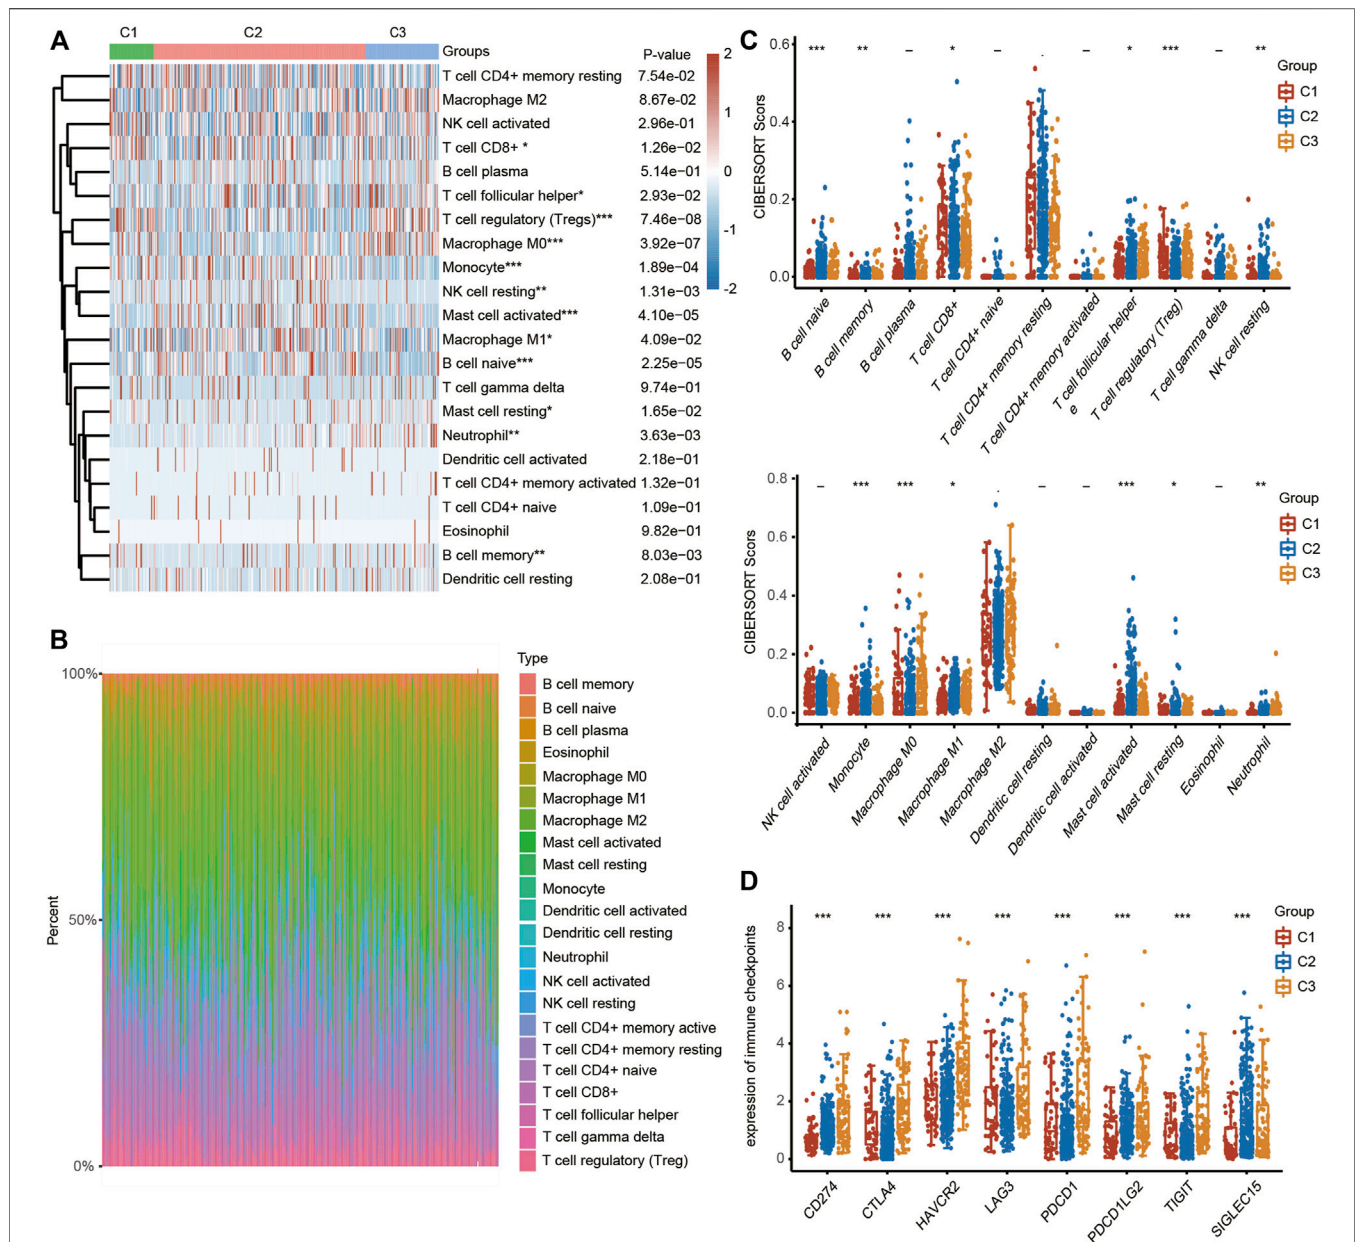 A
C1 C2 C3
Groups P-value
T cell CD4+ memory resting 7.54e−02
Macrophage M2 8.67e−02
NK cell activated 2.96e−01
T cell CD8+ * 1.26e−02
B cell plasma 5.14e−01
T cell follicular helper* 2.93e−02
T cell regulatory (Tregs)*** 7.46e−08
Macrophage M0*** 3.92e−07
Monocyte*** 1.89e−04
NK cell resting** 1.31e−03
Mast cell activated*** 4.10e−05
Macrophage M1* 4.09e−02
B cell naive*** 2.25e−05
T cell gamma delta 9.74e−01
Mast cell resting* 1.65e−02
Neutrophil** 3.63e−03
Dendritic cell activated 2.18e−01
T cell CD4+ memory activated 1.32e−01
T cell CD4+ naive 1.09e−01
Eosinophil 9.82e−01
B cell memory** 8.03e−03
Dendritic cell resting 2.08e−01
2
1
0
-1
-2
B
Percent
100%
50%
0%
Type
B cell memory
B cell naive
B cell plasma
Eosinophil
Macrophage M0
Macrophage M1
Macrophage M2
Mast cell activated
Mast cell resting
Monocyte
Dendritic cell activated
Dendritic cell resting
Neutrophil
NK cell activated
NK cell resting
T cell CD4+ memory active
T cell CD4+ memory resting
T cell CD4+ naive
T cell CD8+
T cell follicular helper
T cell gamma delta
T cell regulatory (Treg)
C
CIBERSORT Scors
0.6
0.4
0.2
0.0
*** ** – * – . – * *** – **
Group
C1
C2
C3
B cell naive
B cell memory
B cell plasma
T cell CD8+
T cell CD4+ naive
T cell CD4+ memory resting
T cell CD4+ memory activated
T cell follicular helper
e
T cell regulatory (Treg)
T cell gamma delta
NK cell resting
CIBERSORT Scors
0.8
0.6
0.4
0.2
0.0
– *** *** * . – – *** * – **
Group
C1
C2
C3
NK cell activated
Monocyte
Macrophage M0
Macrophage M1
Macrophage M2
Dendritic cell resting
Dendritic cell activated
Mast cell activated
Mast cell resting
Eosinophil
Neutrophil
D
expression of immune checkpoints
8
6
4
2
0
*** *** *** *** *** *** *** ***
Group
C1
C2
C3
CD274
CTLA4
HAVCR2
LAG3
PDCD1
PDCD1LG2
TIGIT
SIGLEC15